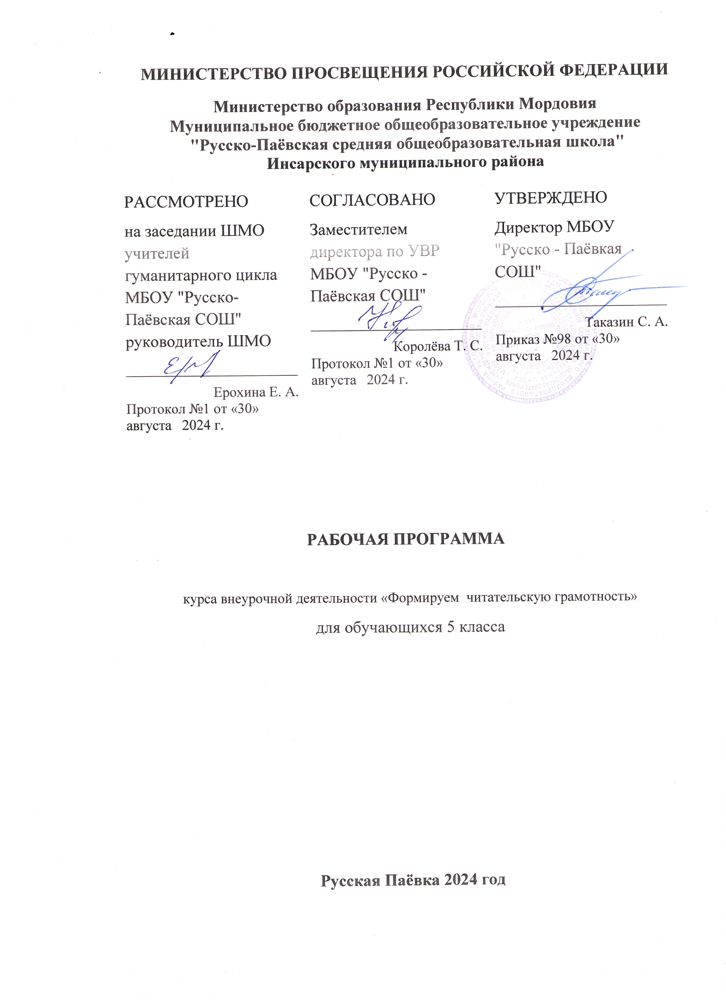 МИНИСТЕРСТВО ПРОСВЕЩЕНИЯ РОССИЙСКОЙ ФЕДЕРАЦИИ
Министерство образования Республики Мордовия
Муниципальное бюджетное общеобразовательное учреждение
"Русско-Паёвская средняя общеобразовательная школа"
Инсарского муниципального района
РАССМОТРЕНО
на заседании ШМО
учителей
гуманитарного цикла
МБОУ "Русско-
Паёвская СОШ"
руководитель ШМО
Ерохина Е. А.
Протокол №1 от «30»
августа 2024 г.
СОГЛАСОВАНО
Заместителем
директора по УВР
МБОУ "Русско -
Паёвская СОШ"
Королёва Т. С.
Протокол №1 от «30»
августа 2024 г.
УТВЕРЖДЕНО
Директор МБОУ
"Русско - Паёвкая
СОШ"
Таказин С. А.
Приказ №98 от «30»
августа 2024 г.
РАБОЧАЯ ПРОГРАММА
курса внеурочной деятельности «Формируем читательскую грамотность»
для обучающихся 5 класса
Русская Паёвка 2024 год